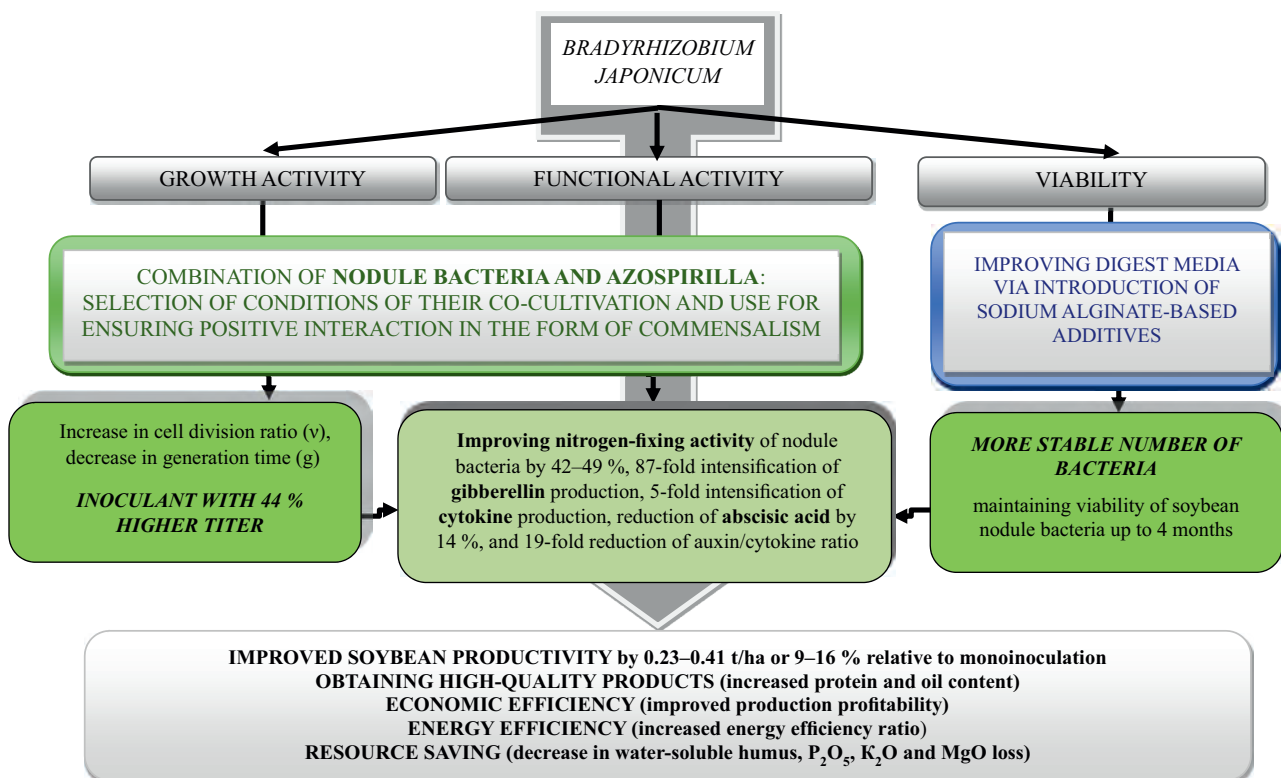 BRADYRHIZOBIUM
JAPONICUM
GROWTH ACTIVITY
FUNCTIONAL ACTIVITY
VIABILITY
COMBINATION OF NODULE BACTERIA AND AZOSPIRILLA:
SELECTION OF CONDITIONS OF THEIR CO-CULTIVATION AND USE FOR
ENSURING POSITIVE INTERACTION IN THE FORM OF COMMENSALISM
IMPROVING DIGEST MEDIA
VIA INTRODUCTION OF
SODIUM ALGINATE-BASED
ADDITIVES
Increase in cell division ratio (ν),
decrease in generation time (g)
INOCULANT WITH 44 %
HIGHER TITER
Improving nitrogen-fixing activity of nodule
bacteria by 42–49 %, 87-fold intensification of
gibberellin production, 5-fold intensification of
cytokine production, reduction of abscisic acid by
14 %, and 19-fold reduction of auxin/cytokine ratio
MORE STABLE NUMBER OF
BACTERIA
maintaining viability of soybean
nodule bacteria up to 4 months
IMPROVED SOYBEAN PRODUCTIVITY by 0.23–0.41 t/ha or 9–16 % relative to monoinoculation
OBTAINING HIGH-QUALITY PRODUCTS (increased protein and oil content)
ECONOMIC EFFICIENCY (improved production profitability)
ENERGY EFFICIENCY (increased energy efficiency ratio)
RESOURCE SAVING (decrease in water-soluble humus, P₂O₅, K₂O and MgO loss)